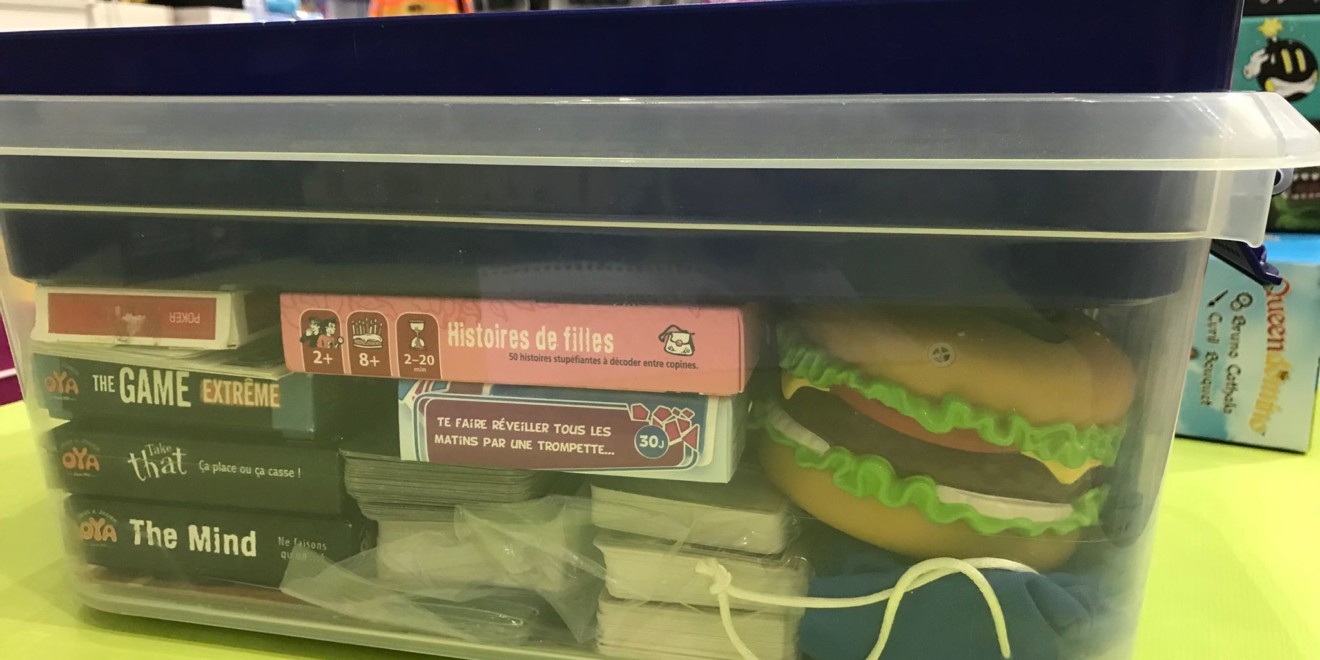 POKER
OYA
THE GAME EXTRÊME
OYA
Take that
Ça place ou ça casse !
OYA
The Mind
Ne faisons
2+
8+
2–20
min
Histoires de filles
50 histoires stupéfiantes à décoder entre copines.
TE FAIRE RÉVEILLER TOUS LES
MATINS PAR UNE TROMPETTE...
30J
Queen
Bruno Cathala
Cyril Bouquet